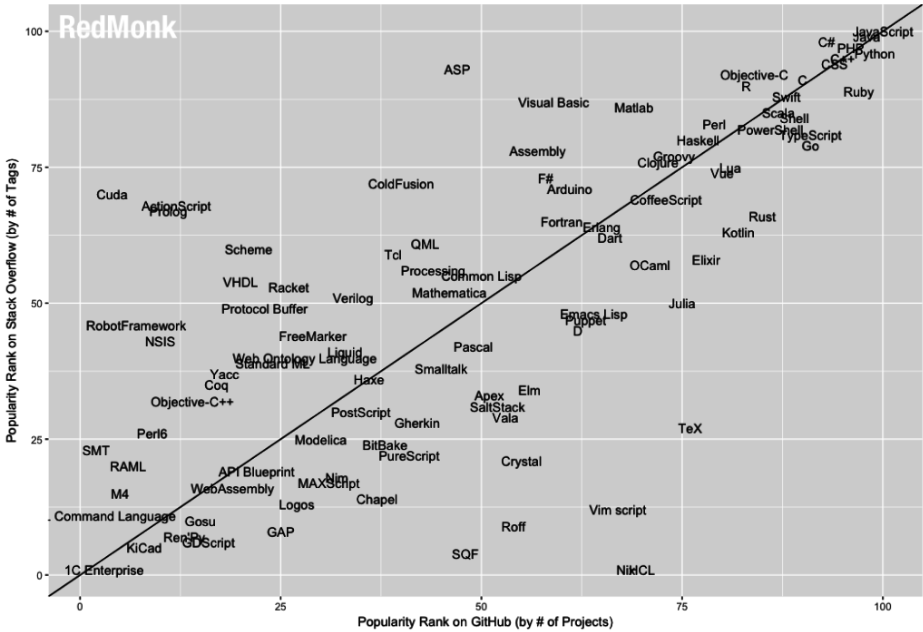 RedMonk
Popularity Rank on Stack Overflow (by # of Tags)
100
JavaScript
Java
C#
PHP
Python
C++
CSS
ASP
Objective-C
C
R
Ruby
Swift
Visual Basic
Matlab
Scala
Shell
Perl
PowerShell
TypeScript
Haskell
Go
Assembly
Groovy
Clojure
75
Lua
Vue
F#
ColdFusion
Arduino
Cuda
CoffeeScript
ActionScript
Prolog
Rust
Fortran
Erlang
Kotlin
Dart
QML
Scheme
Tcl
Elixir
OCaml
Processing
Common Lisp
VHDL
Racket
Mathematica
Verilog
50
Julia
Protocol Buffer
Emacs Lisp
Puppet
RobotFramework
D
FreeMarker
NSIS
Pascal
Liquid
Web Ontology Language
Standard ML
Smalltalk
Yacc
Haxe
Coq
Elm
Apex
Objective-C++
SaltStack
PostScript
Vala
Gherkin
TeX
Perl6
25
Modelica
BitBake
SMT
PureScript
Crystal
RAML
API Blueprint
Nim
MAXScript
WebAssembly
M4
Chapel
Logos
Vim script
Command Language
Gosu
Roff
GAP
Ren'Py
GDScript
KiCad
SQF
1C Enterprise
0
0
25
50
75
100
Popularity Rank on GitHub (by # of Projects)